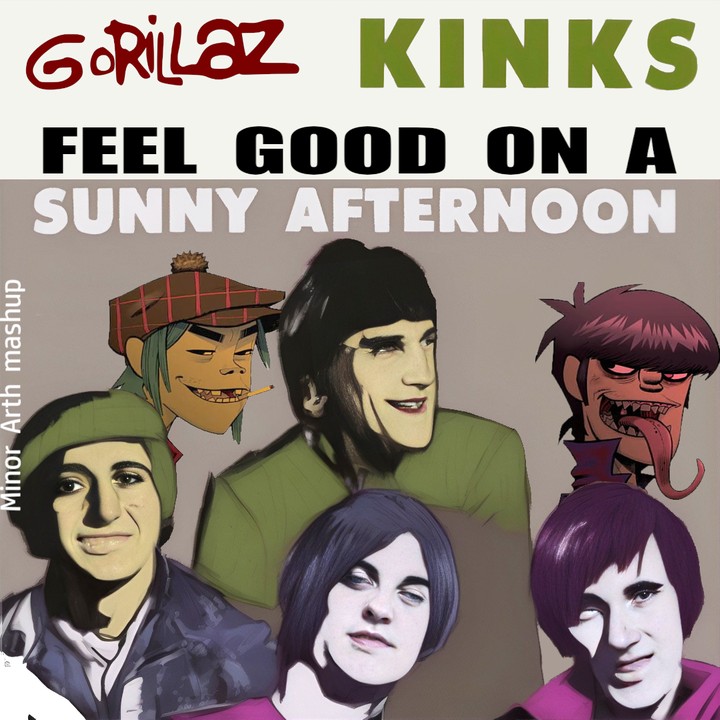 GORILLAZ KINKS
FEEL GOOD ON A
SUNNY AFTERNOON
Minor Arth mashup